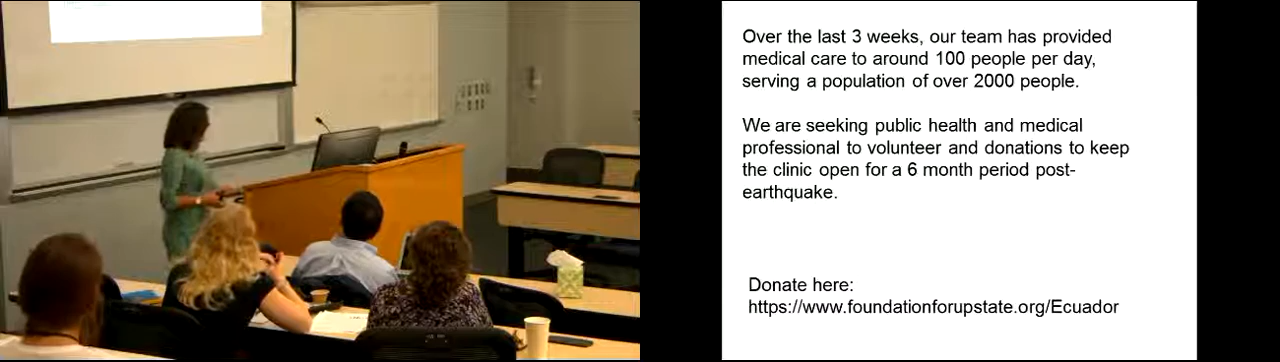 Over the last 3 weeks, our team has provided
medical care to around 100 people per day,
serving a population of over 2000 people.
We are seeking public health and medical
professional to volunteer and donations to keep
the clinic open for a 6 month period post-
earthquake.
Donate here:
https://www.foundationforupstate.org/Ecuador